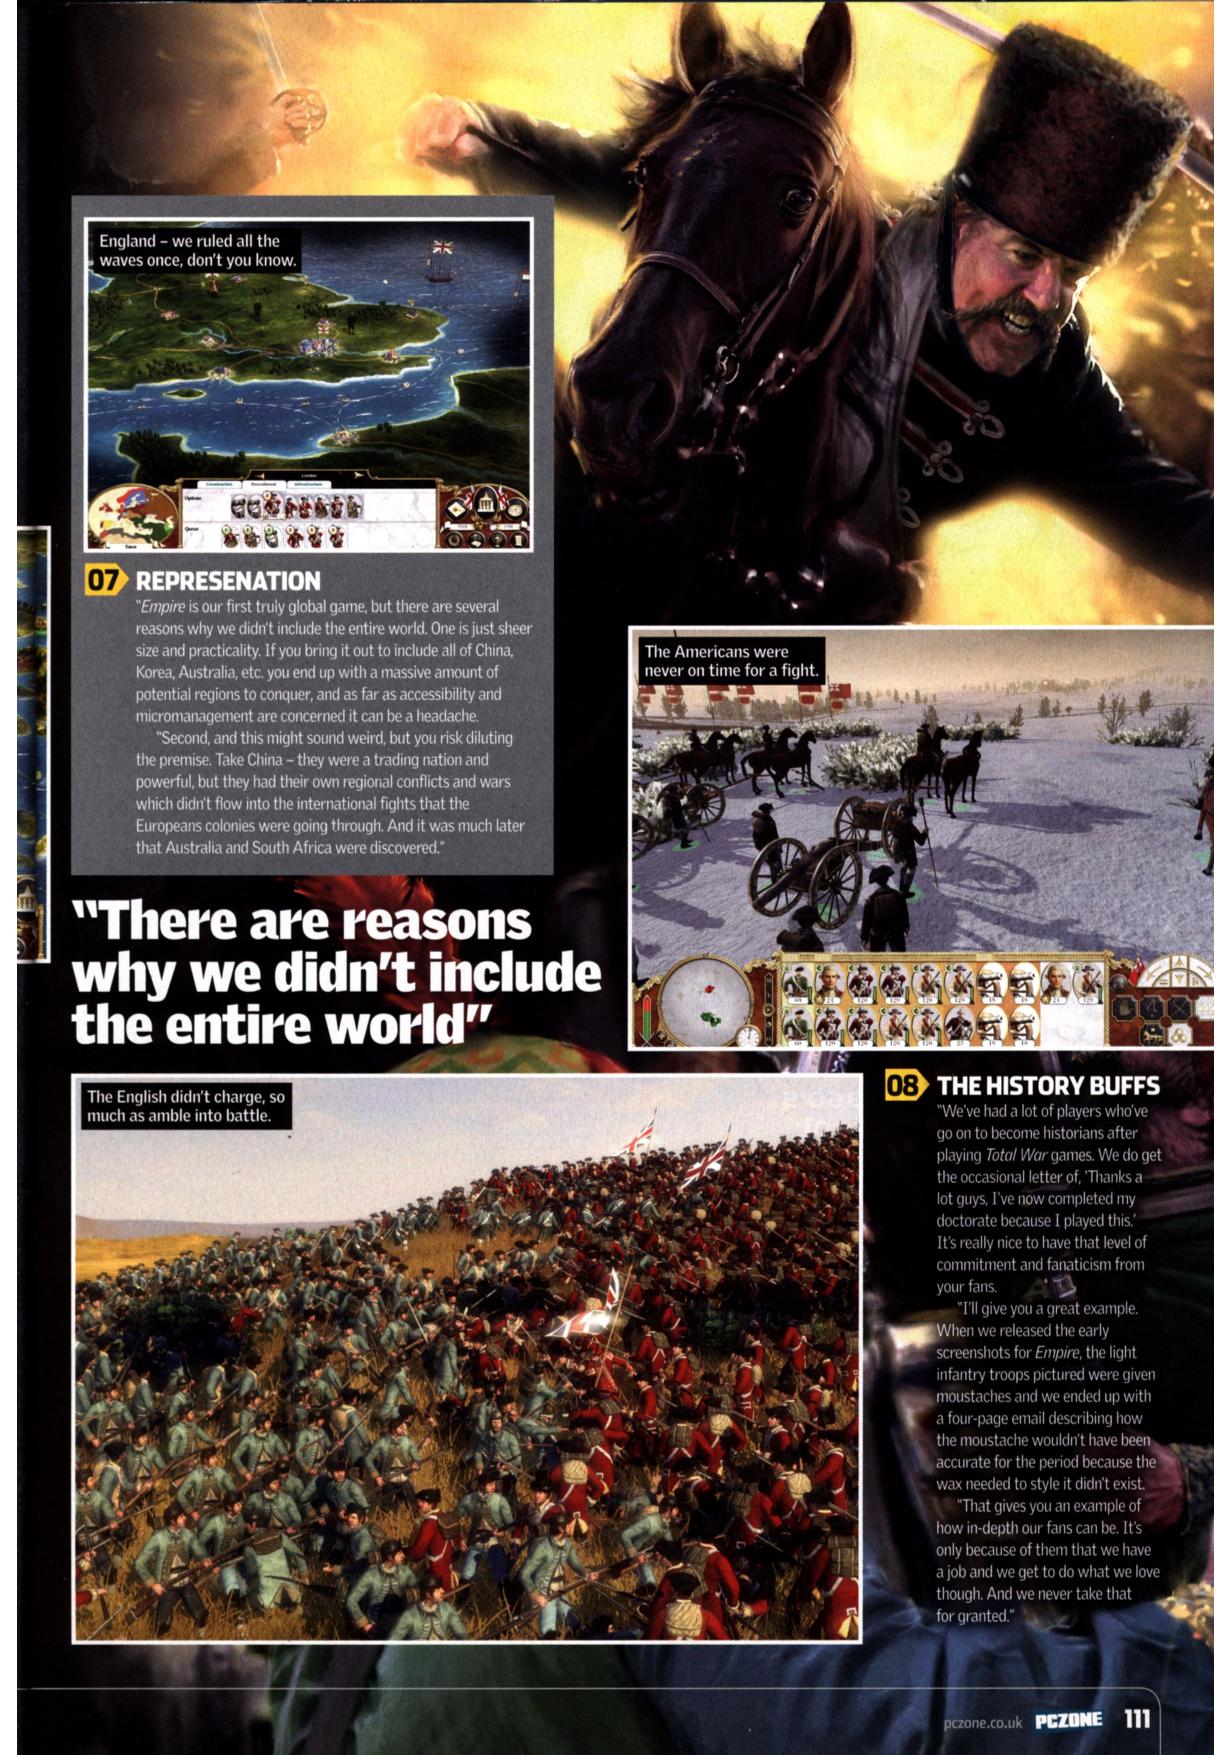 England – we ruled all the
waves once, don't you know.
London
Construction
Recruitment
Infrastructure
Options
Queue
07 REPRESENATION
"Empire is our first truly global game, but there are several
reasons why we didn't include the entire world. One is just sheer
size and practicality. If you bring it out to include all of China,
Korea, Australia, etc. you end up with a massive amount of
potential regions to conquer, and as far as accessibility and
micromanagement are concerned it can be a headache.
"Second, and this might sound weird, but you risk diluting
the premise. Take China – they were a trading nation and
powerful, but they had their own regional conflicts and wars
which didn't flow into the international fights that the
Europeans colonies were going through. And it was much later
that Australia and South Africa were discovered."
"There are reasons
why we didn't include
the entire world"
The Americans were
never on time for a fight.
The English didn't charge, so
much as amble into battle.
08 THE HISTORY BUFFS
"We've had a lot of players who've
go on to become historians after
playing Total War games. We do get
the occasional letter of, 'Thanks a
lot guys, I've now completed my
doctorate because I played this.'
It's really nice to have that level of
commitment and fanaticism from
your fans.
"I'll give you a great example.
When we released the early
screenshots for Empire, the light
infantry troops pictured were given
moustaches and we ended up with
a four-page email describing how
the moustache wouldn't have been
accurate for the period because the
wax needed to style it didn't exist.
"That gives you an example of
how in-depth our fans can be. It's
only because of them that we have
a job and we get to do what we love
though. And we never take that
for granted."
pczone.co.uk PCZONE 111